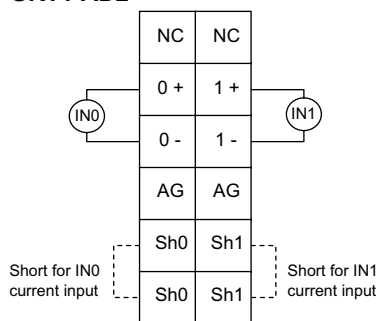 NC NC
0 + 1 +
IN0 IN1
0 - 1 -
AG AG
Sh0 Sh1
Short for IN0
current input
Short for IN1
current input
Sh0 Sh1